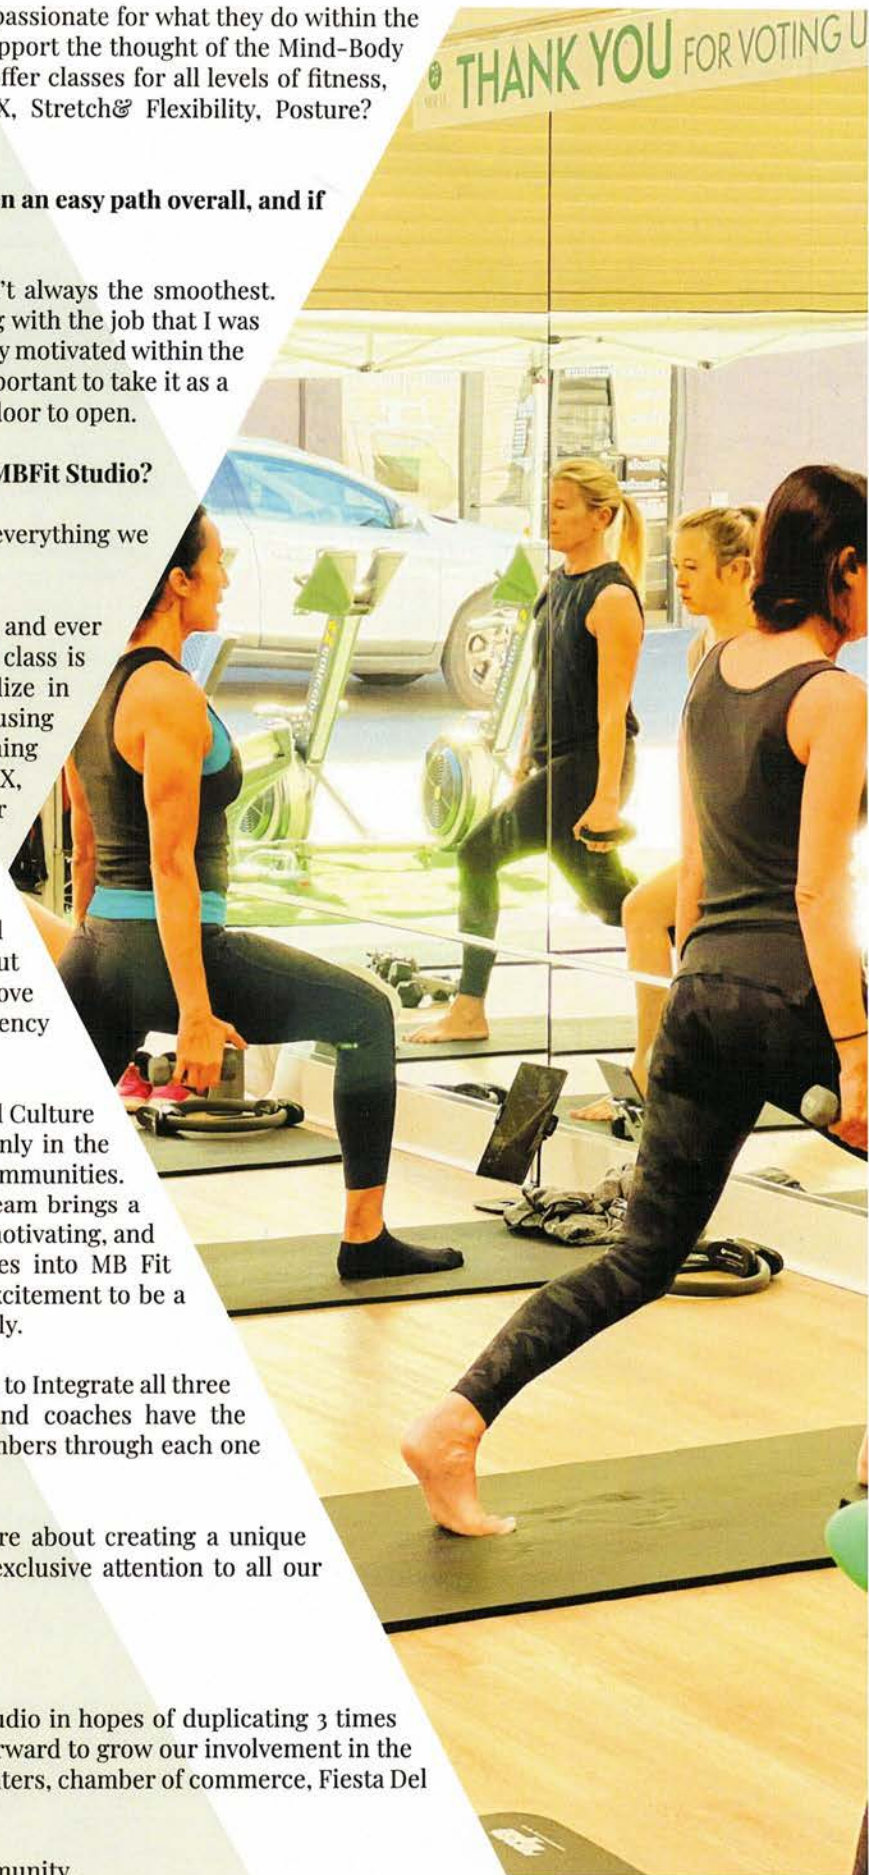 passionate for what they do within the
pport the thought of the Mind-Body
ffer classes for all levels of fitness,
X, Stretch& Flexibility, Posture?
n an easy path overall, and if
't always the smoothest.
g with the job that I was
y motivated within the
portant to take it as a
loor to open.
MBFit Studio?
everything we
and ever
class is
lize in
using
ning
X,
r
l
ut
ove
ency
l Culture
nly in the
mmunities.
eam brings a
notivating, and
es into MB Fit
xcitement to be a
ly.
to Integrate all three
nd coaches have the
nbers through each one
re about creating a unique
exclusive attention to all our
udio in hopes of duplicating 3 times
rward to grow our involvement in the
nters, chamber of commerce, Fiesta Del
munity
THANK YOU FOR VOTING U